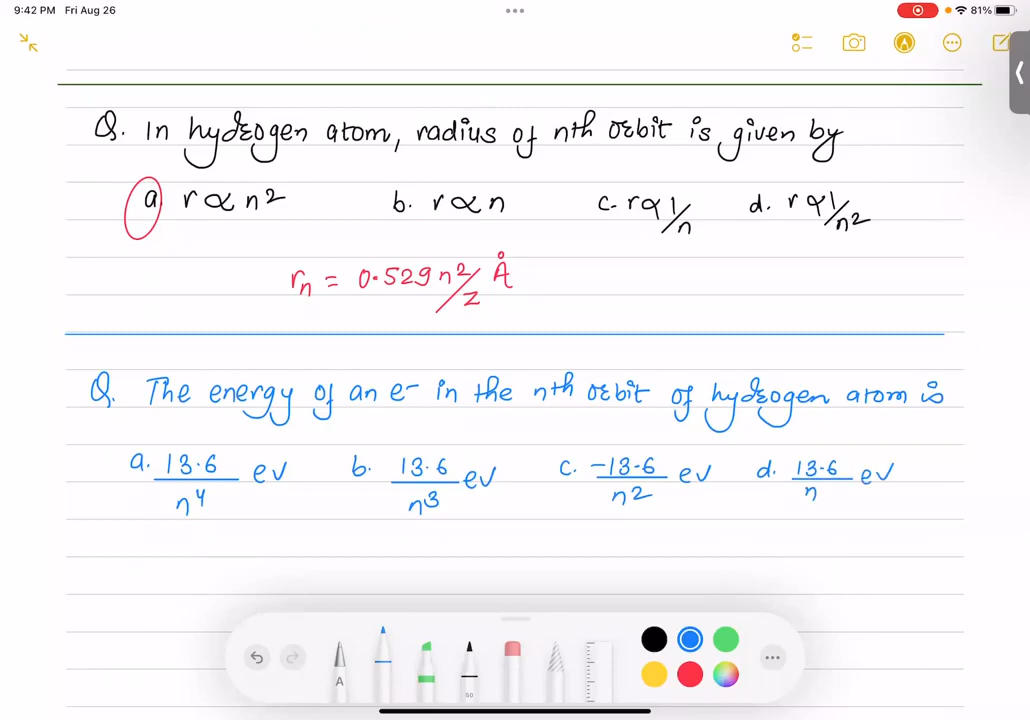 9:42 PM Fri Aug 26
81%
Q. In hydrogen atom, radius of nth orbit is given by
a. r ∝ n² b. r ∝ n c. r ∝ 1/n d. r ∝ 1/n²
rₙ = 0.529 n²/z Å
Q. The energy of an e⁻ in the nth orbit of hydrogen atom is
a. 13.6/n⁴ eV b. 13.6/n³ eV c. -13.6/n² eV d. 13.6/n eV
A
50